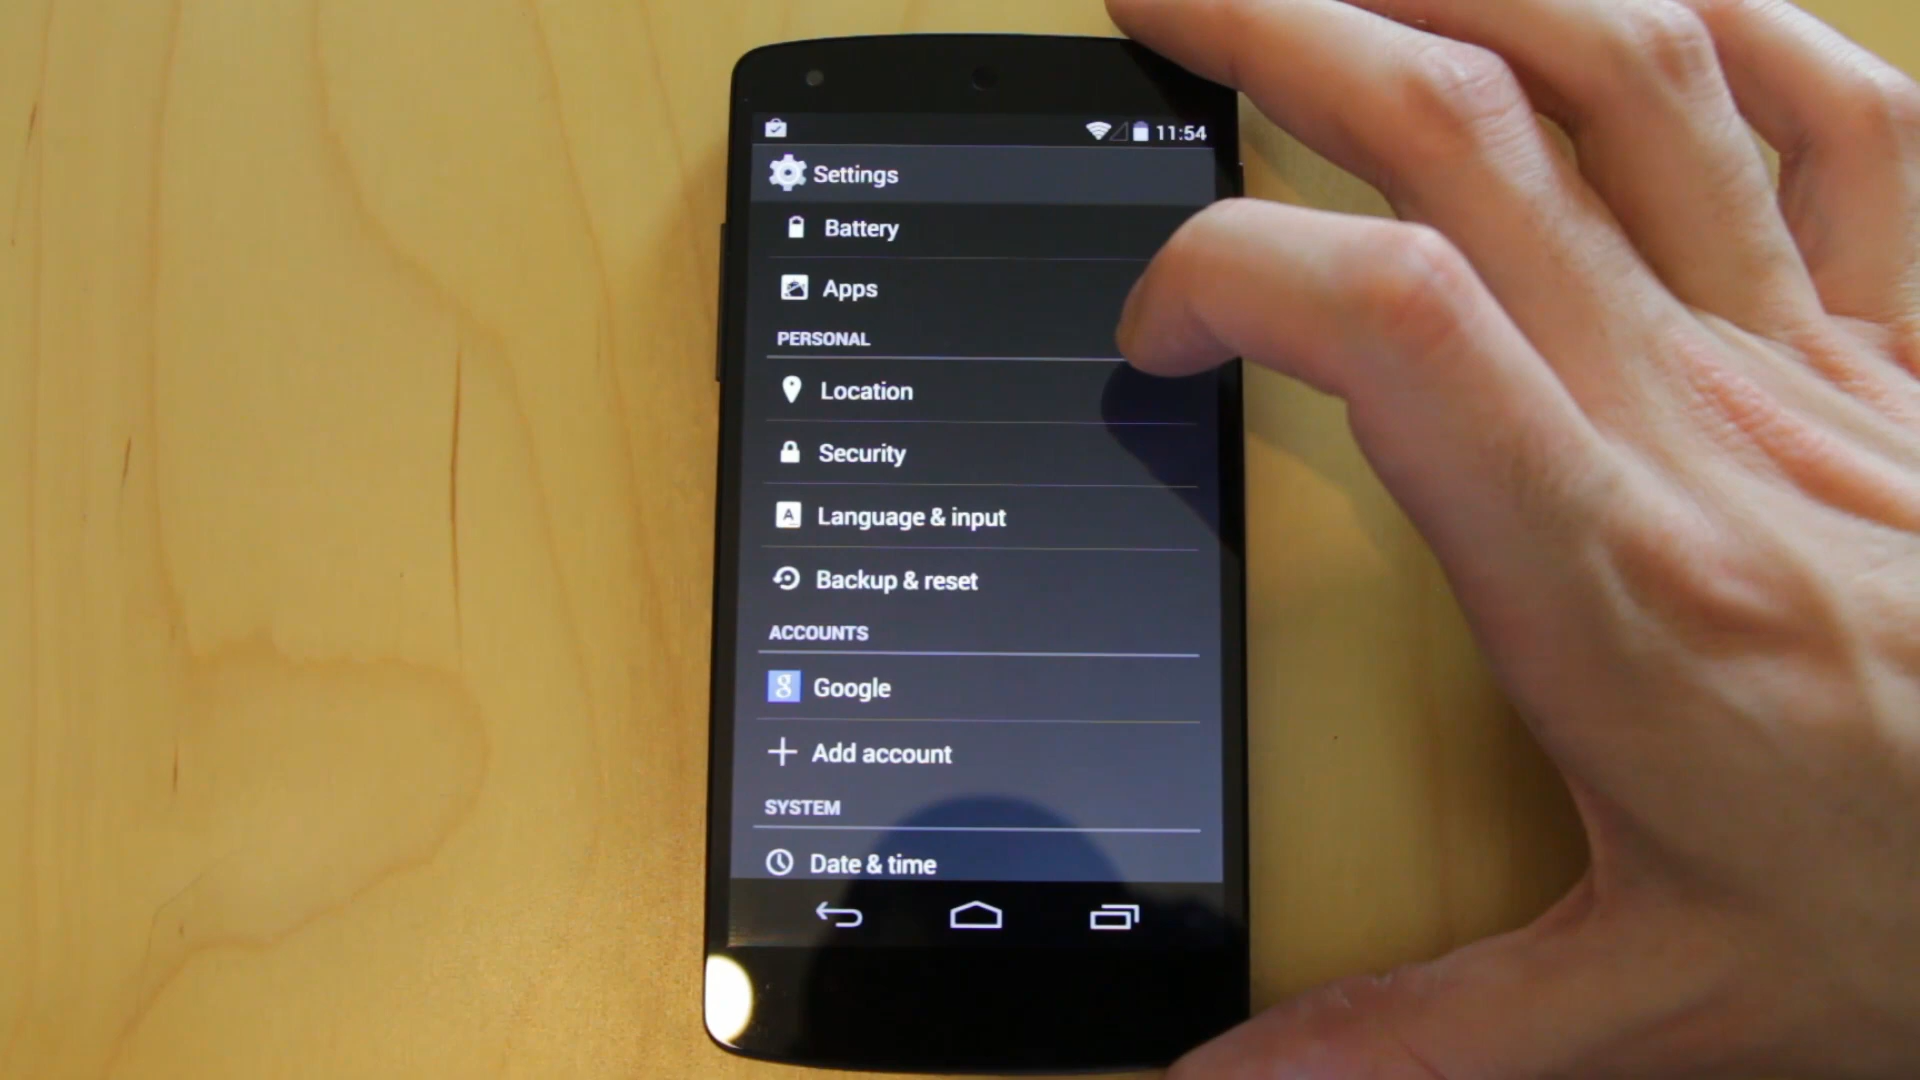 11:54
Settings
Battery
Apps
PERSONAL
Location
Security
A Language & input
Backup & reset
ACCOUNTS
g Google
Add account
SYSTEM
Date & time